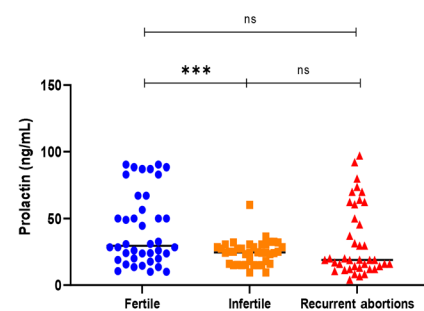 ns
*** ns
150
100
50
0
Prolactin (ng/mL)
Fertile Infertile Recurrent abortions